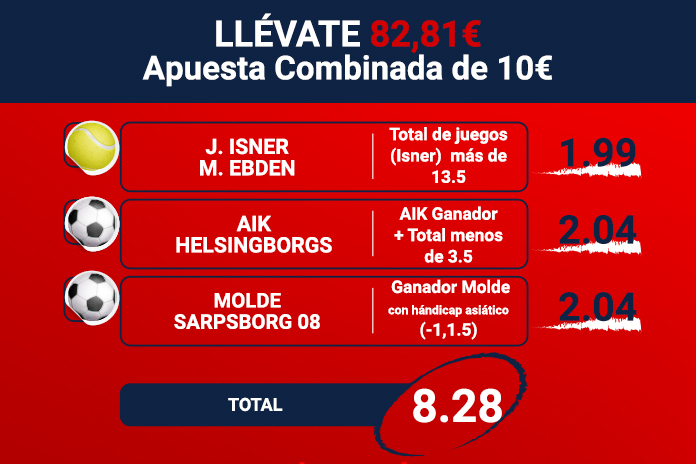 LLÉVATE 82,81€
Apuesta Combinada de 10€
J. ISNER
M. EBDEN
Total de juegos
(Isner) más de
13.5
1.99
AIK
HELSINGBORGS
AIK Ganador
+ Total menos
de 3.5
2.04
MOLDE
SARPSBORG 08
Ganador Molde
con hándicap asiático
(-1,1.5)
2.04
TOTAL
8.28